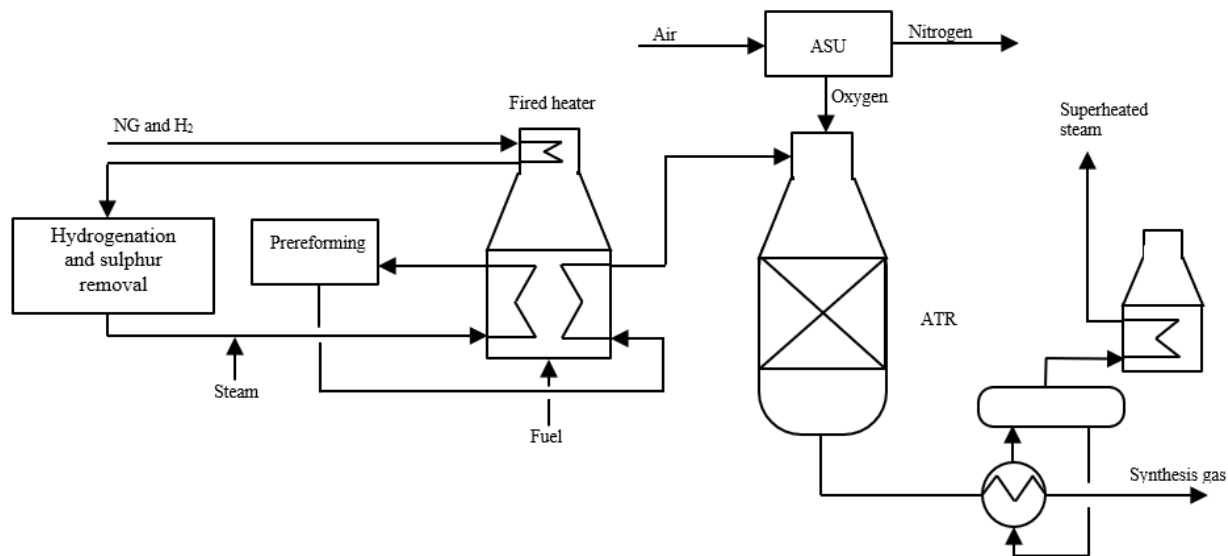 Air
ASU
Nitrogen
Oxygen
Fired heater
NG and H₂
Superheated
steam
Hydrogenation
and sulphur
removal
Prereforming
ATR
Steam
Fuel
Synthesis gas